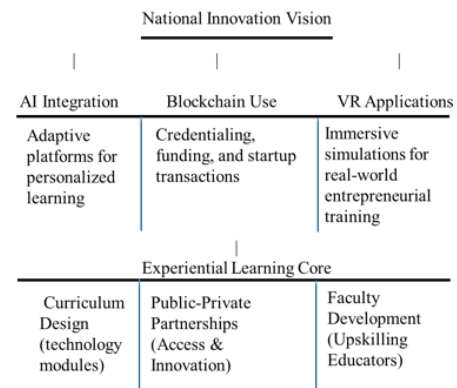 National Innovation Vision
AI Integration
Blockchain Use
VR Applications
Adaptive
platforms for
personalized
learning
Credentialing,
funding, and startup
transactions
Immersive
simulations for
real-world
entrepreneurial
training
Experiential Learning Core
Curriculum
Design
(technology
modules)
Public-Private
Partnerships
(Access &
Innovation)
Faculty
Development
(Upskilling
Educators)